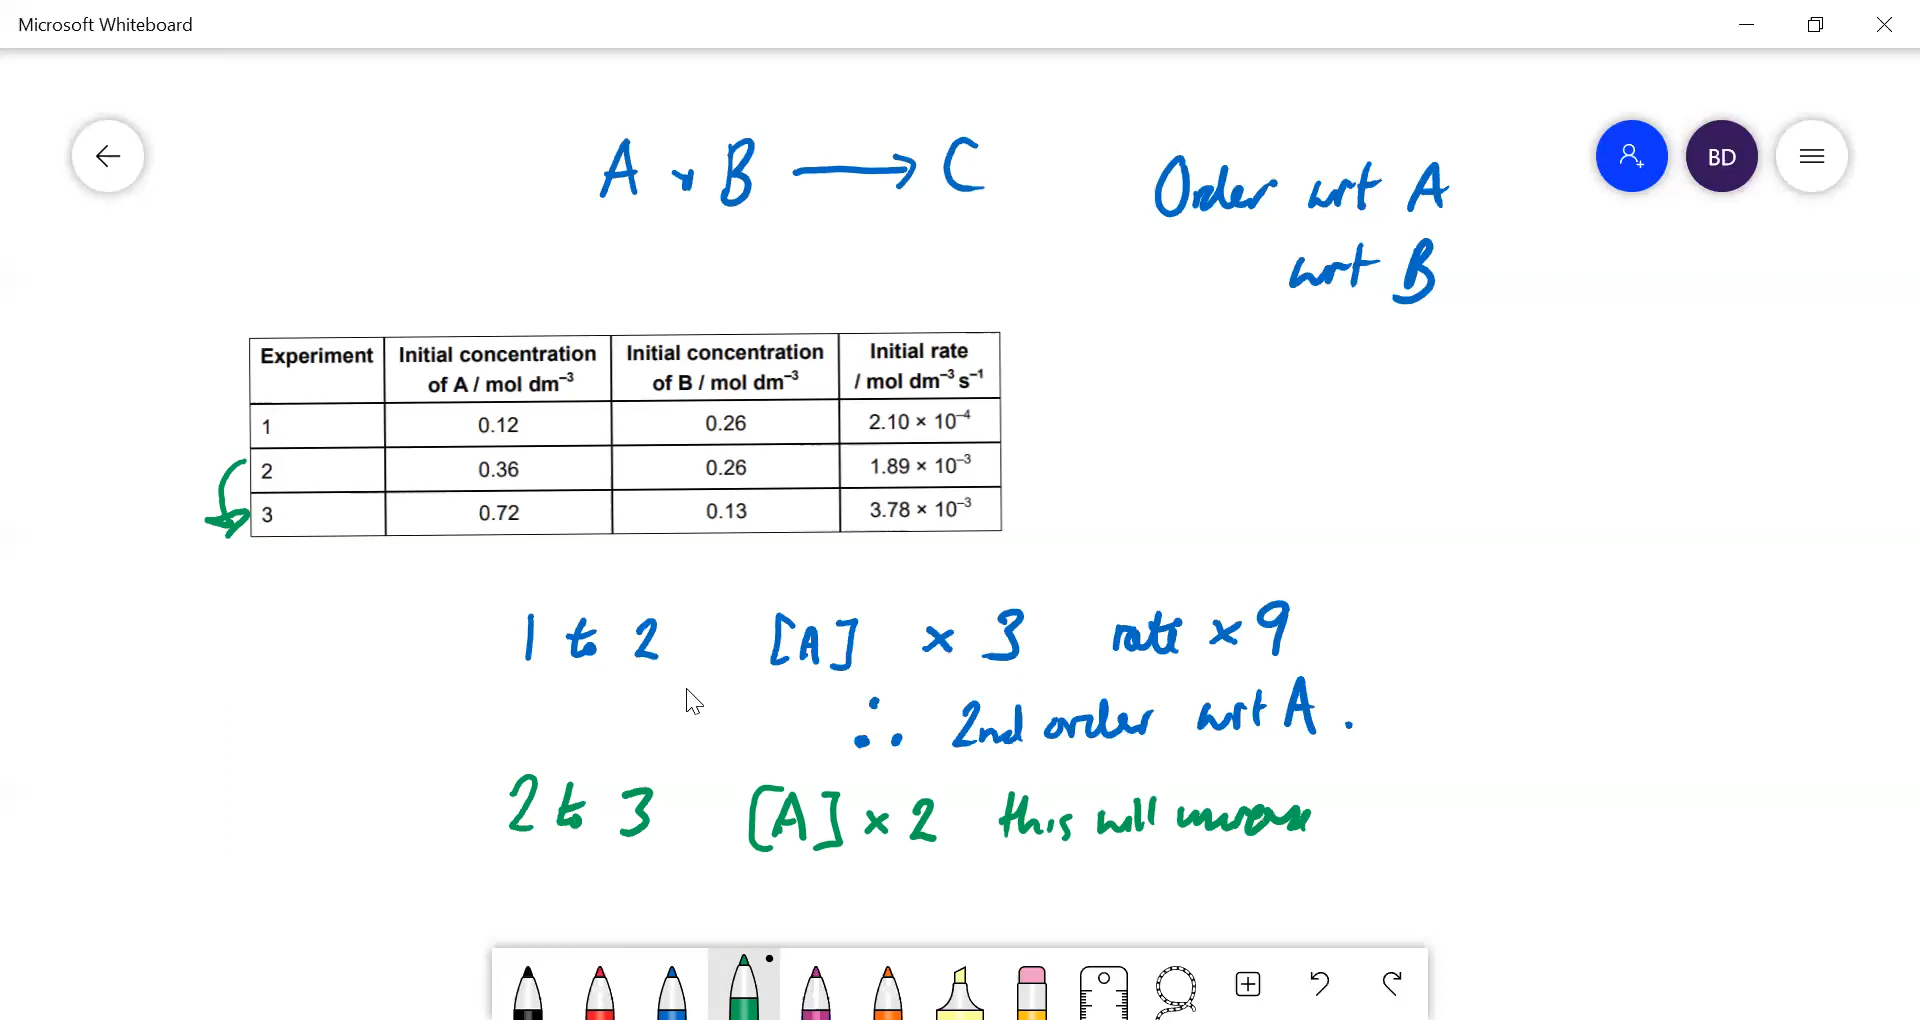 Microsoft Whiteboard
A + B → C
Order wrt A
wrt B
BD
Experiment Initial concentration of A / mol dm⁻³ Initial concentration of B / mol dm⁻³ Initial rate / mol dm⁻³ s⁻¹
1 0.12 0.26 2.10 × 10⁻⁴
2 0.36 0.26 1.89 × 10⁻³
3 0.72 0.13 3.78 × 10⁻³
1 to 2 [A] × 3 rate × 9
∴ 2nd order wrt A.
2 to 3 [A] × 2 this will increase